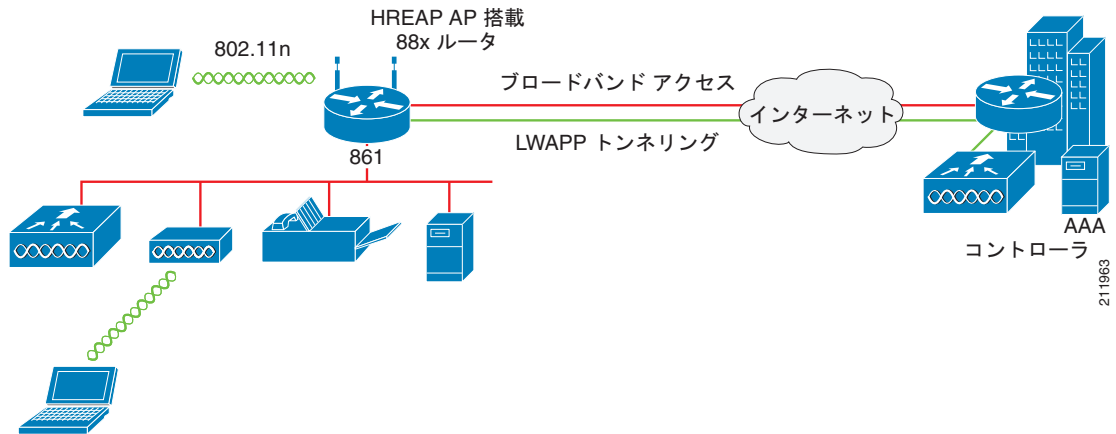 HREAP AP 搭載
88x ルータ
802.11n
ブロードバンド アクセス
インターネット
LWAPP トンネリング
861
AAA
コントローラ
211963